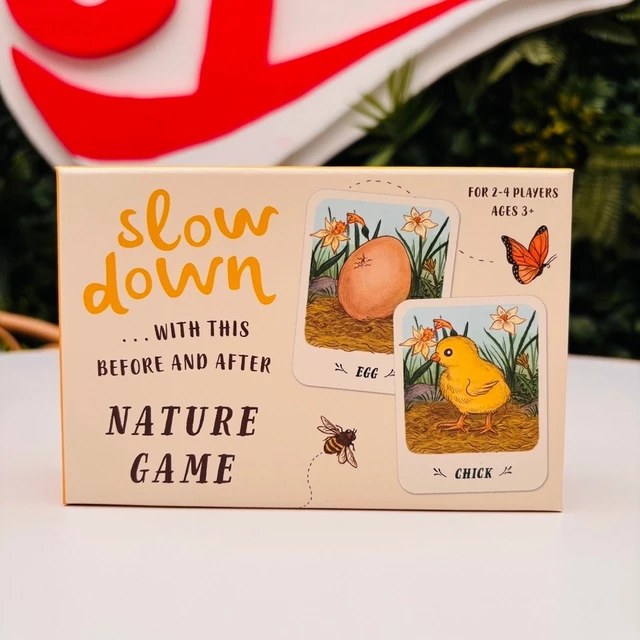 slow
down
...WITH THIS
BEFORE AND AFTER
NATURE
GAME
FOR 2-4 PLAYERS
AGES 3+
EGG
CHICK